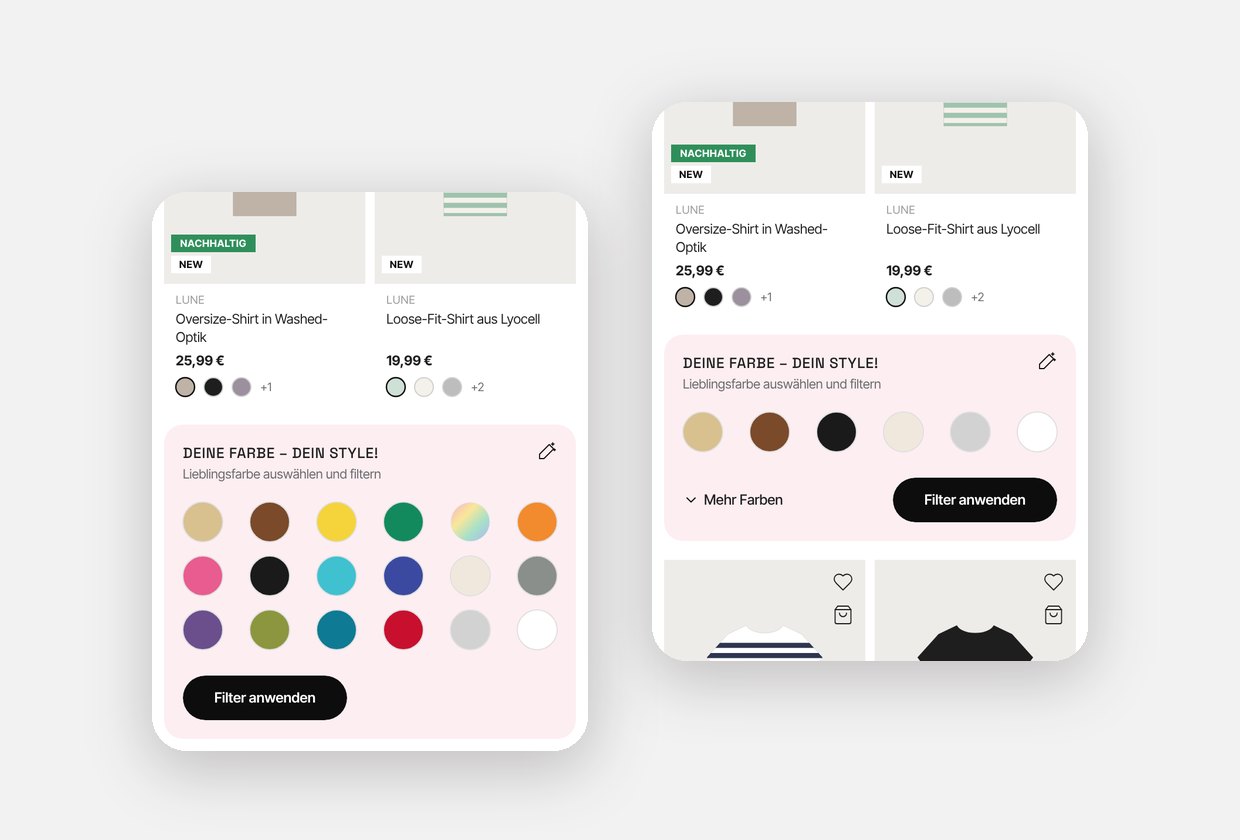 NACHHALTIG
NEW
NEW
LUNE
LUNE
Oversize-Shirt in Washed-
Optik
Loose-Fit-Shirt aus Lyocell
25,99 €
19,99 €
+1
+2
DEINE FARBE – DEIN STYLE!
Lieblingsfarbe auswählen und filtern
Filter anwenden
NACHHALTIG
NEW
NEW
LUNE
LUNE
Oversize-Shirt in Washed-
Optik
Loose-Fit-Shirt aus Lyocell
25,99 €
19,99 €
+1
+2
DEINE FARBE – DEIN STYLE!
Lieblingsfarbe auswählen und filtern
Mehr Farben
Filter anwenden